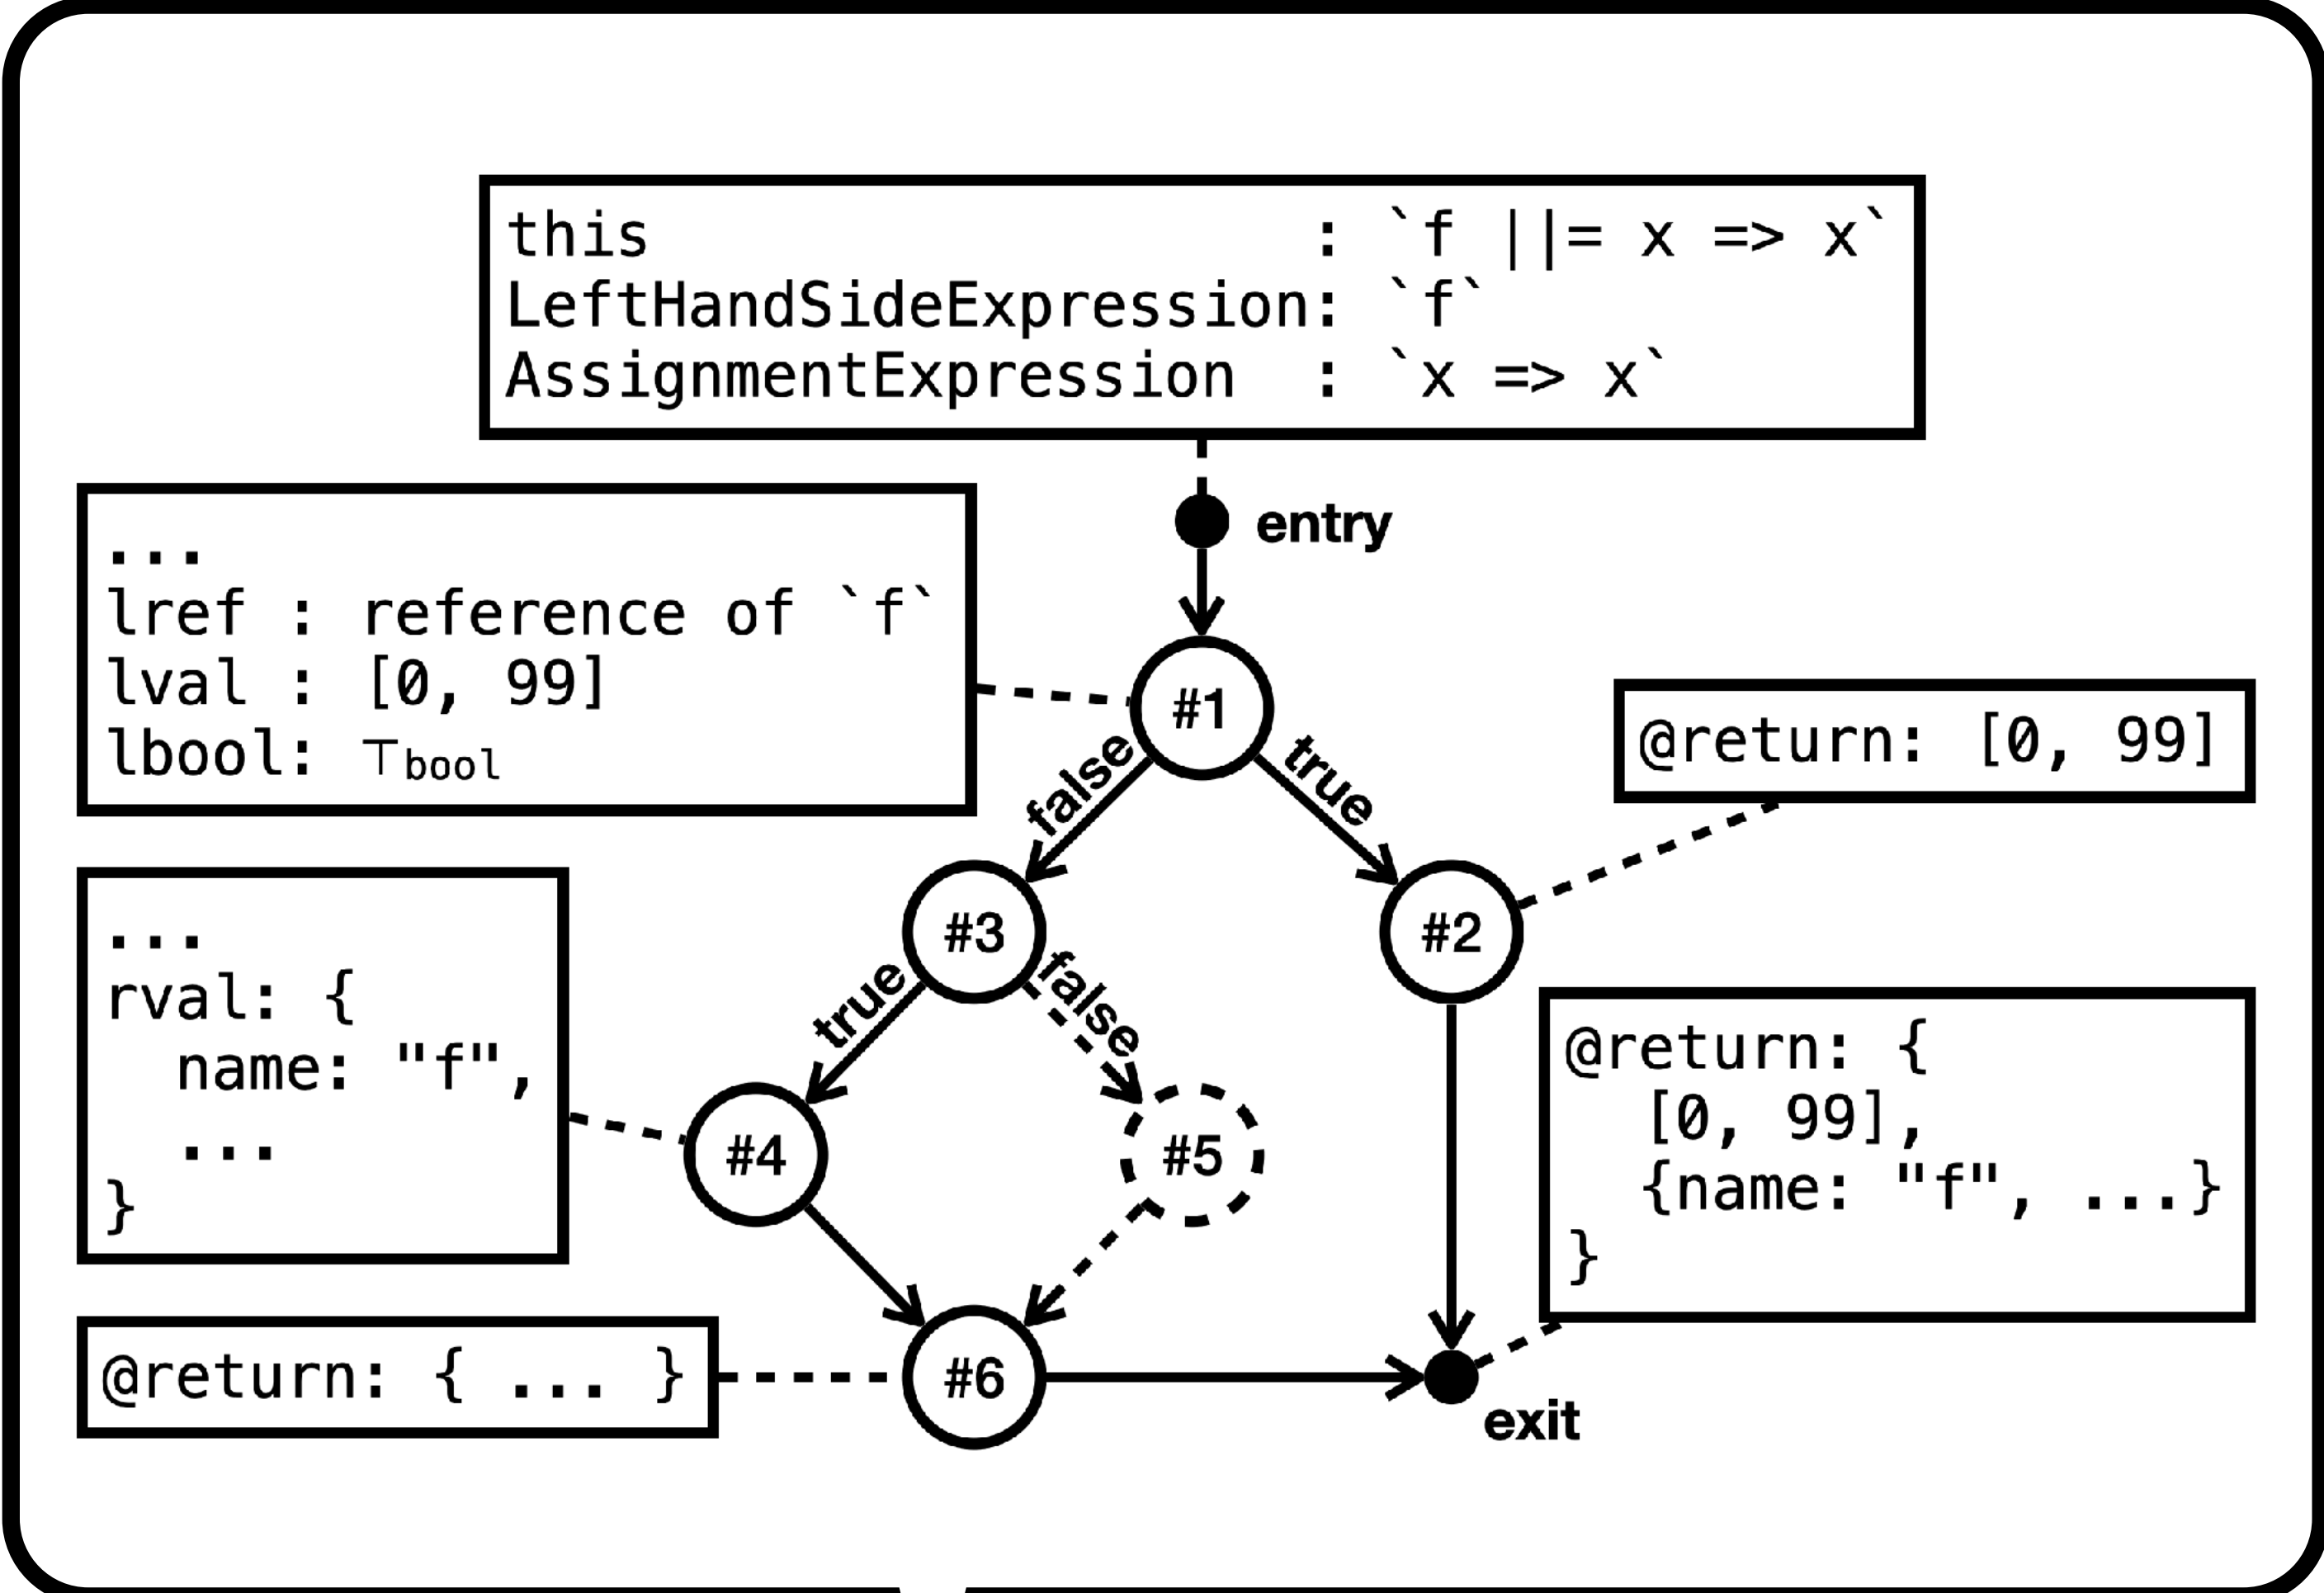 this                  : `f ||= x => x`
LeftHandSideExpression: `f`
AssignmentExpression  : `x => x`
entry
...
lref : reference of `f`
lval : [0, 99]
lbool: ⊤bool
#1
@return: [0, 99]
false
true
#3
#2
...
rval: {
  name: "f",
  ...
}
true
false
#4
#5
@return: {
  [0, 99],
  {name: "f", ...}
}
@return: { ... }
#6
exit